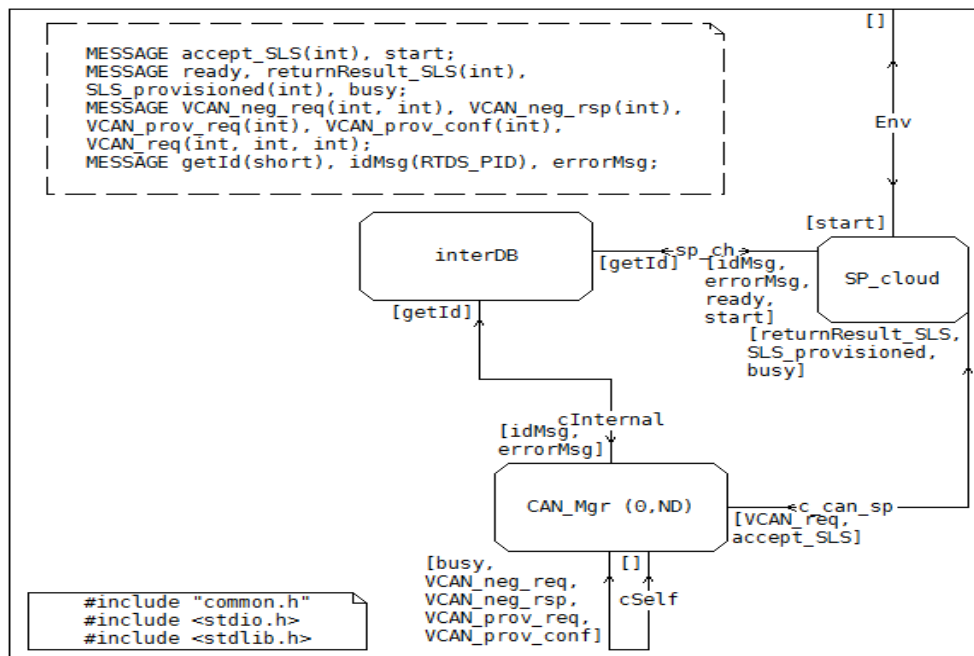 []
MESSAGE accept_SLS(int), start;
MESSAGE ready, returnResult_SLS(int),
SLS_provisioned(int), busy;
MESSAGE VCAN_neg_req(int, int), VCAN_neg_rsp(int),
VCAN_prov_req(int), VCAN_prov_conf(int),
VCAN_req(int, int, int);
MESSAGE getId(short), idMsg(RTDS_PID), errorMsg;
Env
[start]
interDB
sp_ch
[getId]
[idMsg,
errorMsg,
ready,
start]
SP_cloud
[getId]
[returnResult_SLS,
SLS_provisioned,
busy]
cInternal
[idMsg,
errorMsg]
CAN_Mgr (0,ND)
c_can_sp
[VCAN_req,
accept_SLS]
[busy,
VCAN_neg_req,
VCAN_neg_rsp,
VCAN_prov_req,
VCAN_prov_conf]
[]
cSelf
#include "common.h"
#include <stdio.h>
#include <stdlib.h>